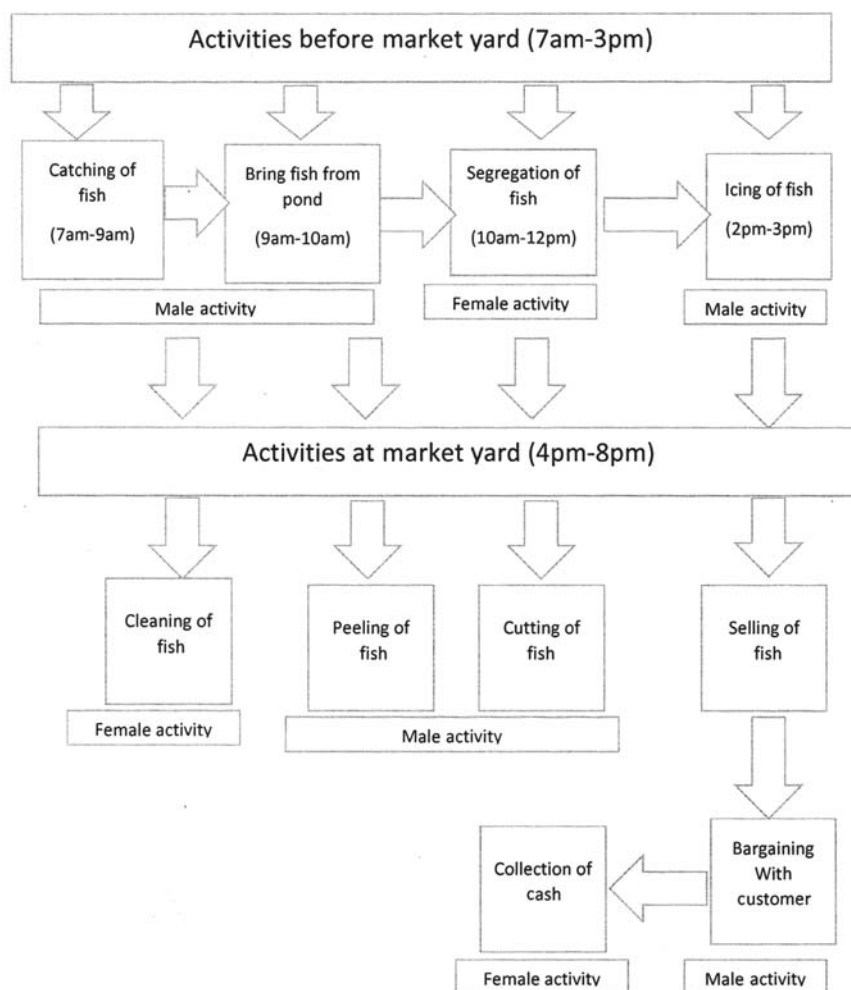 Activities before market yard (7am-3pm)
Catching of
fish
(7am-9am)
Bring fish from
pond
(9am-10am)
Segregation of
fish
(10am-12pm)
Icing of fish
(2pm-3pm)
Male activity
Female activity
Male activity
Activities at market yard (4pm-8pm)
Cleaning of
fish
Peeling of
fish
Cutting of
fish
Selling of
fish
Female activity
Male activity
Collection of
cash
Bargaining
With
customer
Female activity
Male activity